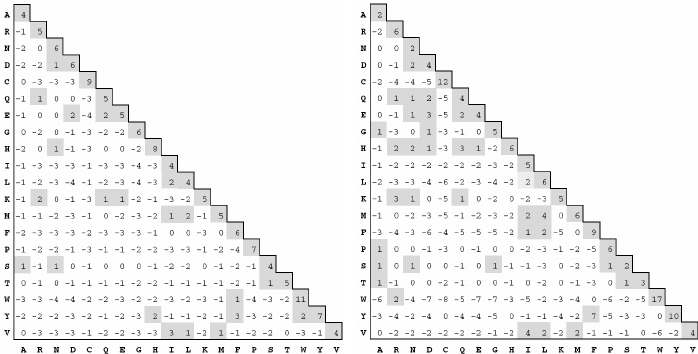 A 4
R -1 5
N -2 0 6
D -2 -2 1 6
C 0 -3 -3 -3 9
Q -1 1 0 0 -3 5
E -1 0 0 2 -4 2 5
G 0 -2 0 -1 -3 -2 -2 6
H -2 0 1 -1 -3 0 0 -2 8
I -1 -3 -3 -3 -1 -3 -3 -4 -3 4
L -1 -2 -3 -4 -1 -2 -3 -4 -3 2 4
K -1 2 0 -1 -3 1 1 -2 -1 -3 -2 5
M -1 -1 -2 -3 -1 0 -2 -3 -2 1 2 -1 5
F -2 -3 -3 -3 -2 -3 -3 -3 -1 0 0 -3 0 6
P -1 -2 -2 -1 -3 -1 -1 -2 -2 -3 -3 -1 -2 -4 7
S 1 -1 1 0 -1 0 0 0 -1 -2 -2 0 -1 -2 -1 4
T 0 -1 0 -1 -1 -1 -1 -2 -2 -1 -1 -1 -1 -2 -1 1 5
W -3 -3 -4 -4 -2 -2 -3 -2 -2 -3 -2 -3 -1 1 -4 -3 -2 11
Y -2 -2 -2 -3 -2 -1 -2 -3 2 -1 -1 -2 -1 3 -3 -2 -2 2 7
V 0 -3 -3 -3 -1 -2 -2 -3 -3 3 1 -2 1 -1 -2 -2 0 -3 -1 4
A R N D C Q E G H I L K M F P S T W Y V
A 2
R -2 6
N 0 0 2
D 0 -1 2 4
C -2 -4 -4 -5 12
Q 0 1 1 2 -5 4
E 0 -1 1 3 -5 2 4
G 1 -3 0 1 -3 -1 0 5
H -1 2 2 1 -3 3 1 -2 6
I -1 -2 -2 -2 -2 -2 -2 -3 -2 5
L -2 -3 -3 -4 -6 -2 -3 -4 -2 2 6
K -1 3 1 0 -5 1 0 -2 0 -2 -3 5
M -1 0 -2 -3 -5 -1 -2 -3 -2 2 4 0 6
F -3 -4 -3 -6 -4 -5 -5 -5 -2 1 2 -5 0 9
P 1 0 0 -1 -3 0 -1 0 0 -2 -3 -1 -2 -5 6
S 1 0 1 0 0 -1 0 1 -1 -1 -3 0 -2 -3 1 2
T 1 -1 0 0 -2 -1 0 0 -1 0 -2 0 -1 -3 0 1 3
W -6 2 -4 -7 -8 -5 -7 -7 -3 -5 -2 -3 -4 0 -6 -2 -5 17
Y -3 -4 -2 -4 0 -4 -4 -5 0 -1 -1 -4 -2 7 -5 -3 -3 0 10
V 0 -2 -2 -2 -2 -2 -2 -1 -2 4 2 -2 2 -1 -1 -1 0 -6 -2 4
A R N D C Q E G H I L K M F P S T W Y V